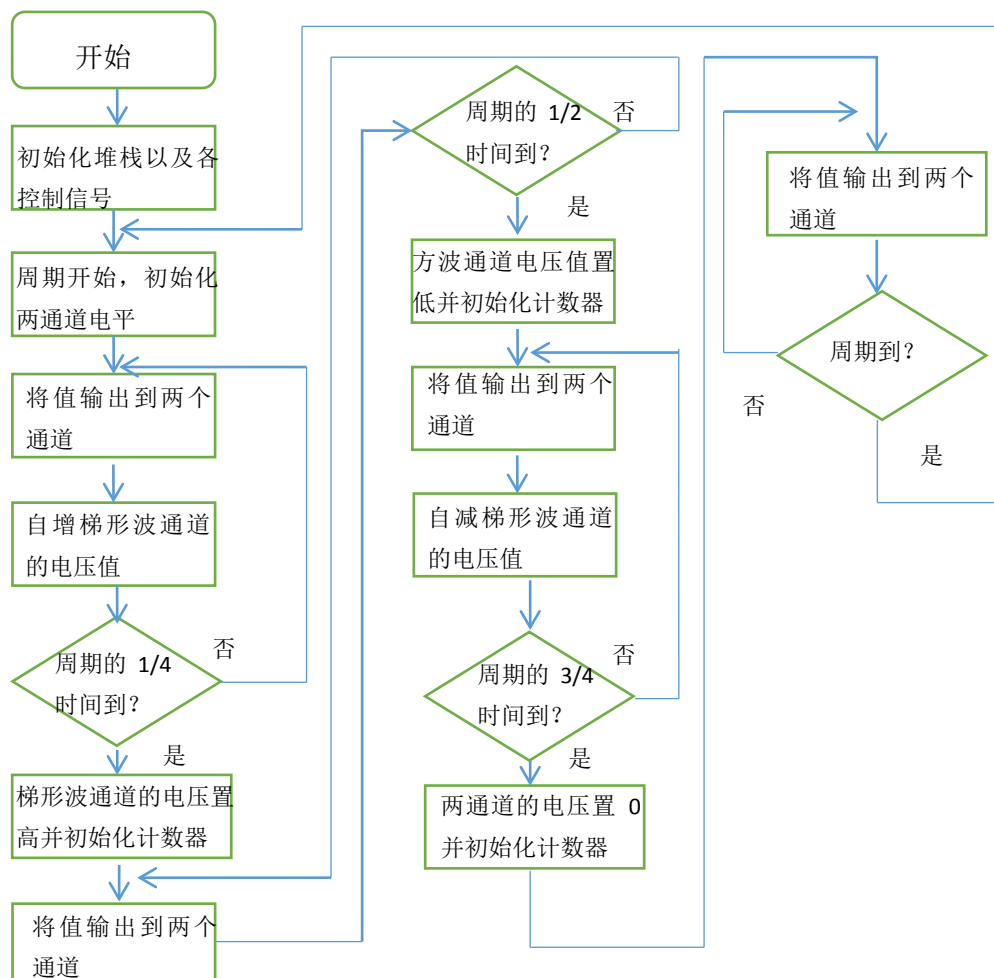 开始
初始化堆栈以及各
控制信号
周期开始，初始化
两通道电平
将值输出到两个
通道
自增梯形波通道
的电压值
周期的 1/4
时间到？
否
是
梯形波通道的电压置
高并初始化计数器
将值输出到两个
通道
周期的 1/2
时间到？
否
是
方波通道电压值置
低并初始化计数器
将值输出到两个
通道
自减梯形波通道
的电压值
周期的 3/4
时间到？
否
是
两通道的电压置 0
并初始化计数器
将值输出到两个
通道
周期到？
否
是